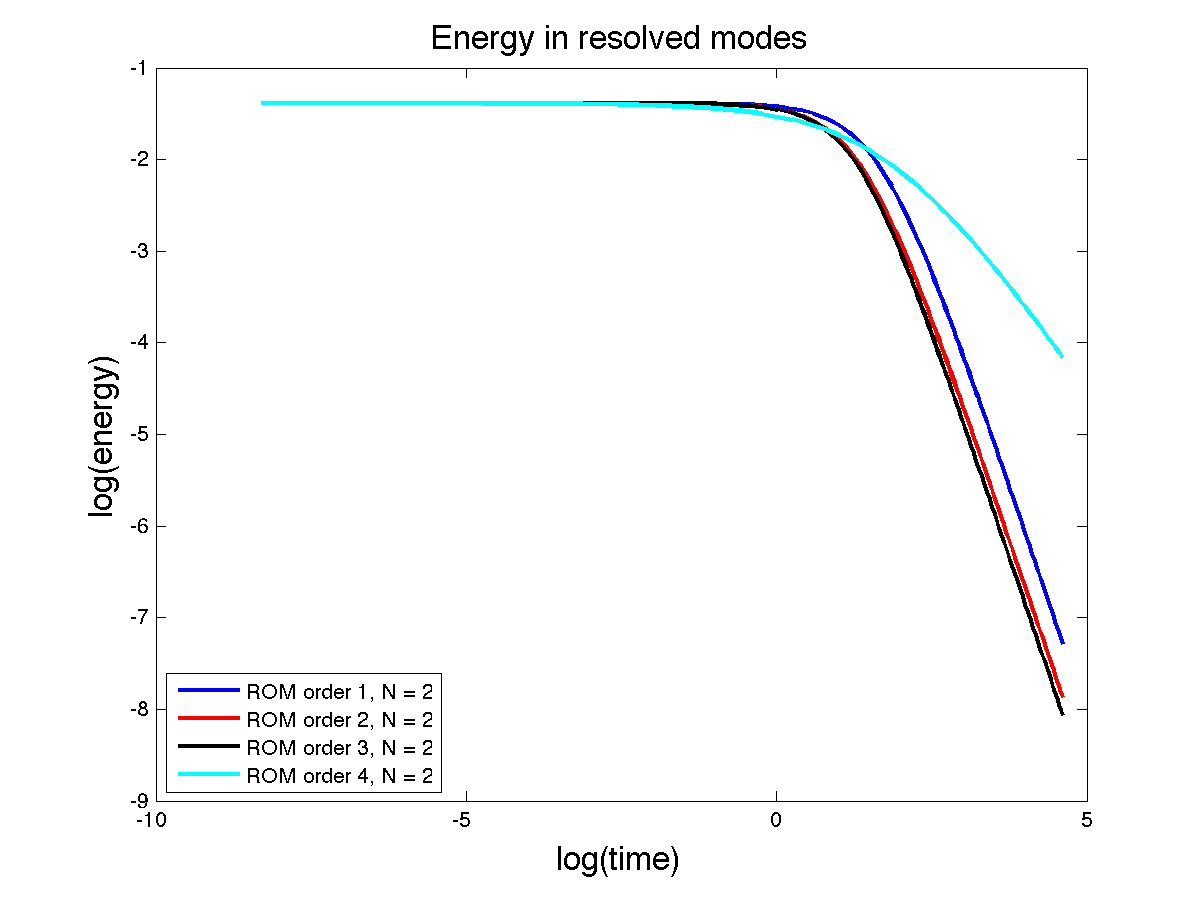 Energy in resolved modes
-1
-2
-3
-4
-5
-6
-7
-8
-9
log(energy)
ROM order 1, N = 2
ROM order 2, N = 2
ROM order 3, N = 2
ROM order 4, N = 2
-10
-5
0
5
log(time)